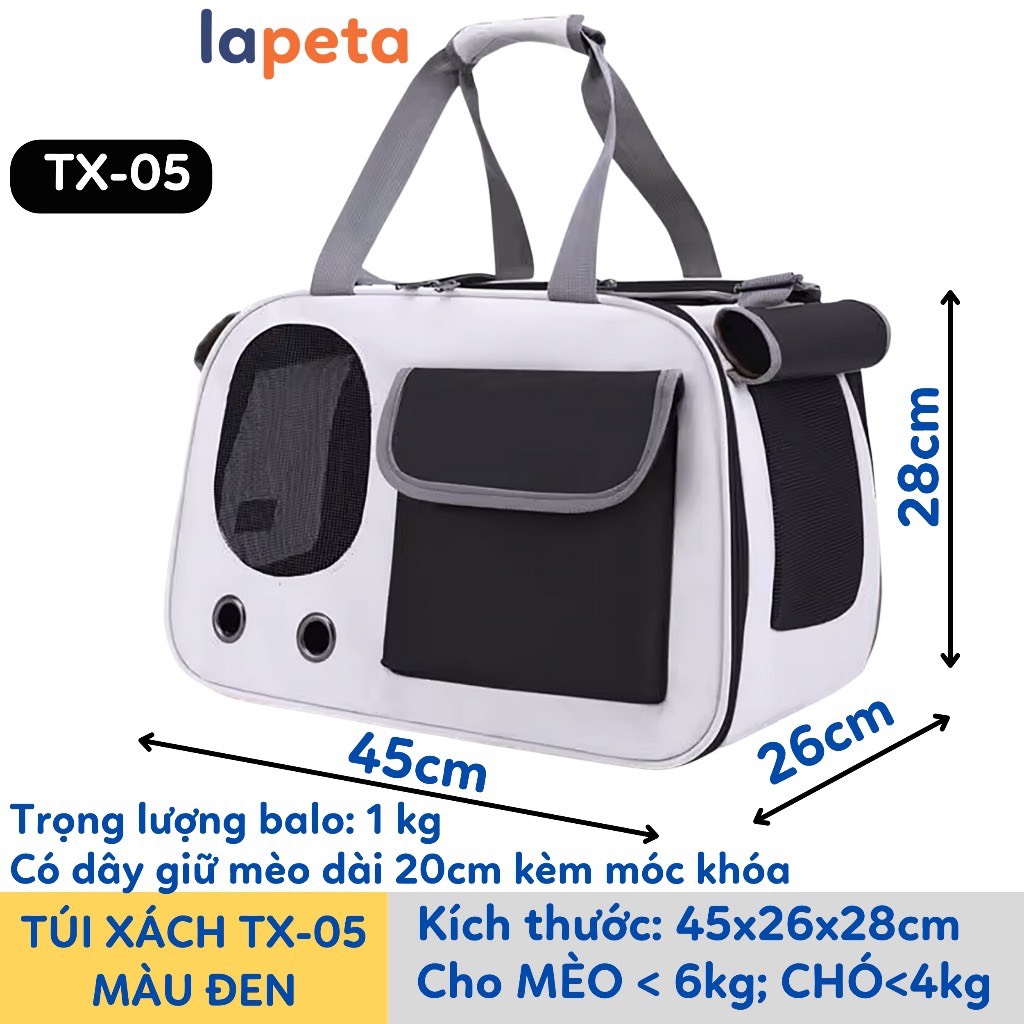 lapeta
TX-05
28cm
26cm
45cm
Trọng lượng balo: 1 kg
Có dây giữ mèo dài 20cm kèm móc khóa
TÚI XÁCH TX-05
MÀU ĐEN
Kích thước: 45x26x28cm
Cho MÈO < 6kg; CHÓ<4kg